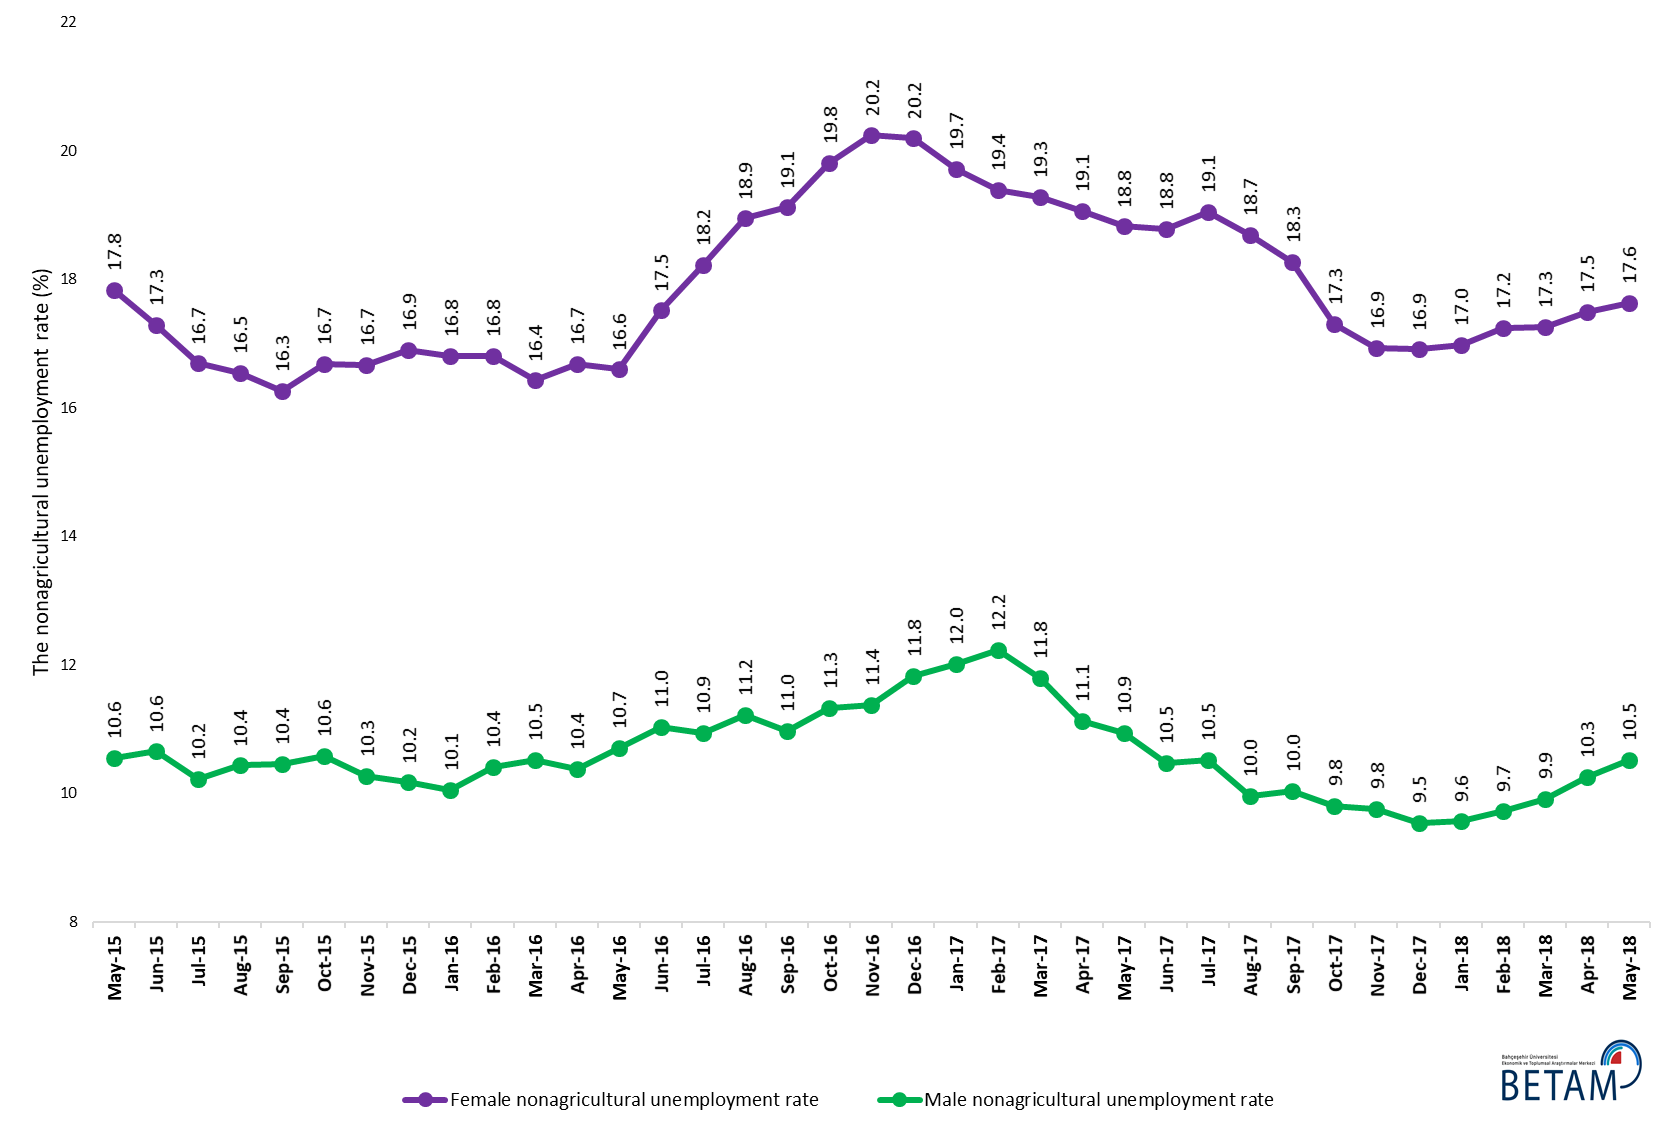 22
20
18
16
14
12
10
8
The nonagricultural unemployment rate (%)
17.8
17.3
16.7
16.5
16.3
16.7
16.7
16.9
16.8
16.8
16.4
16.7
16.6
17.5
18.2
18.9
19.1
19.8
20.2
20.2
19.7
19.4
19.3
19.1
18.8
18.8
19.1
18.7
18.3
17.3
16.9
16.9
17.0
17.2
17.3
17.5
17.6
10.6
10.6
10.2
10.4
10.4
10.6
10.3
10.2
10.1
10.4
10.5
10.4
10.7
11.0
10.9
11.2
11.0
11.3
11.4
11.8
12.0
12.2
11.8
11.1
10.9
10.5
10.5
10.0
10.0
9.8
9.8
9.5
9.6
9.7
9.9
10.3
10.5
May-15
Jun-15
Jul-15
Aug-15
Sep-15
Oct-15
Nov-15
Dec-15
Jan-16
Feb-16
Mar-16
Apr-16
May-16
Jun-16
Jul-16
Aug-16
Sep-16
Oct-16
Nov-16
Dec-16
Jan-17
Feb-17
Mar-17
Apr-17
May-17
Jun-17
Jul-17
Aug-17
Sep-17
Oct-17
Nov-17
Dec-17
Jan-18
Feb-18
Mar-18
Apr-18
May-18
Female nonagricultural unemployment rate
Male nonagricultural unemployment rate
Bahçeşehir Üniversitesi
Ekonomik ve Toplumsal Araştırmalar Merkezi
BETAM